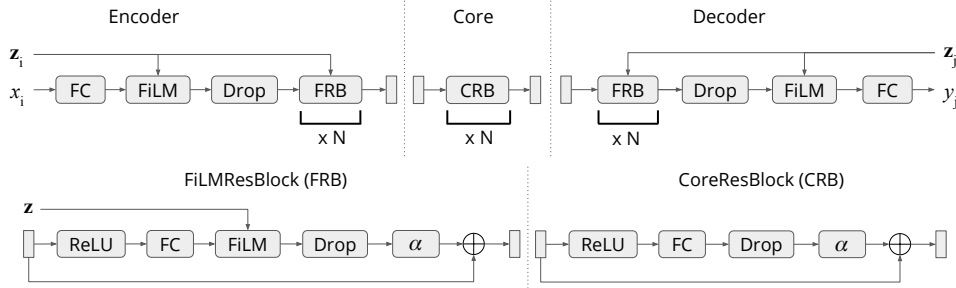 Encoder Core Decoder
z_i z_j
x_i FC FiLM Drop FRB CRB FRB Drop FiLM FC y_j
x N x N x N
FiLMResBlock (FRB) CoreResBlock (CRB)
z
ReLU FC FiLM Drop α ReLU FC Drop α